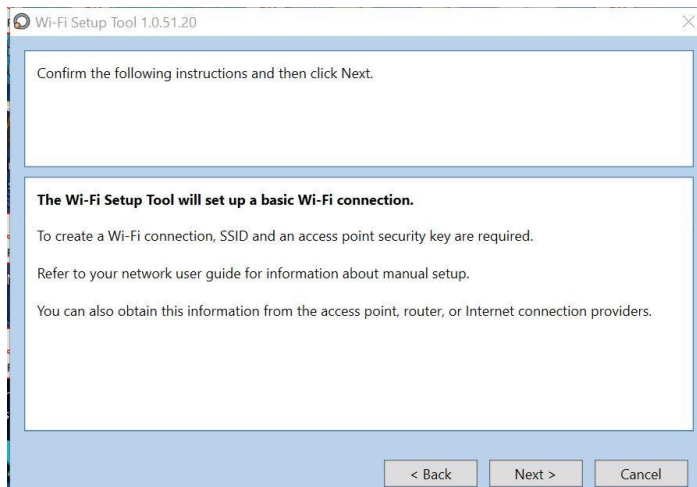 Wi-Fi Setup Tool 1.0.51.20
Confirm the following instructions and then click Next.
The Wi-Fi Setup Tool will set up a basic Wi-Fi connection.
To create a Wi-Fi connection, SSID and an access point security key are required.
Refer to your network user guide for information about manual setup.
You can also obtain this information from the access point, router, or Internet connection providers.
< Back
Next >
Cancel